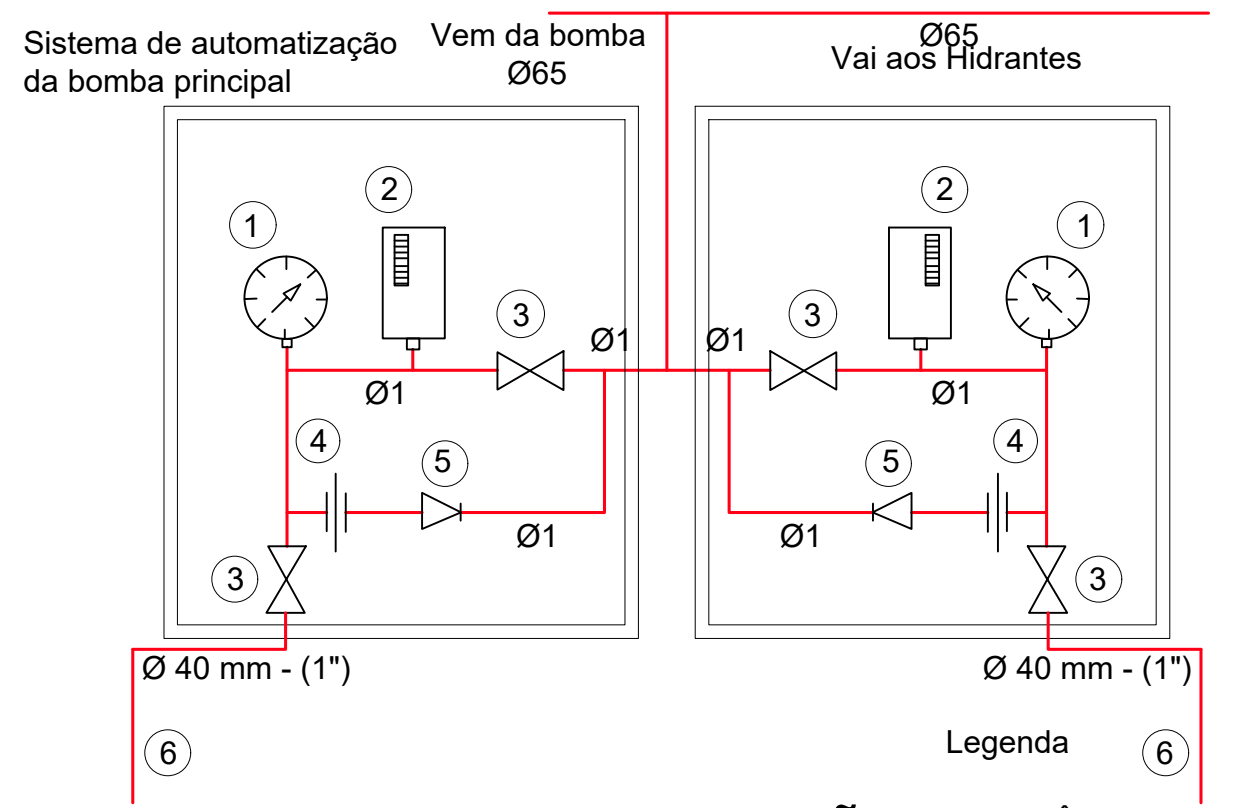 Sistema de automatização
da bomba principal
Vem da bomba
Ø65
Ø65
Vai aos Hidrantes
2
2
1
1
3
3
Ø1
Ø1
Ø1
Ø1
4
5
5
4
Ø1
Ø1
3
3
Ø 40 mm - (1")
Ø 40 mm - (1")
6
Legenda
6